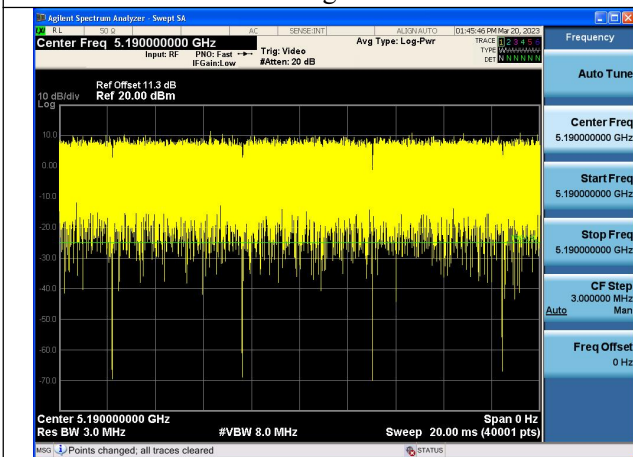 Agilent Spectrum Analyzer - Swept SA
RL 50 Ω AC SENSE:INT ALIGNAUTO 01:45:46 PM Mar 20, 2023
Center Freq 5.190000000 GHz
Input: RF PNO: Fast Trig: Video Avg Type: Log-Pwr TRACE 1 2 3 4 5 6
IFGain:Low #Atten: 20 dB TYPE
DET N N N N N N
Frequency
Auto Tune
Ref Offset 11.3 dB
10 dB/div Ref 20.00 dBm
Log
10.0
0.00
-10.0
-20.0
-30.0
-40.0
-50.0
-60.0
-70.0
Center Freq
5.190000000 GHz
Start Freq
5.190000000 GHz
Stop Freq
5.190000000 GHz
CF Step
3.000000 MHz
Auto Man
Freq Offset
0 Hz
Center 5.190000000 GHz Span 0 Hz
Res BW 3.0 MHz #VBW 8.0 MHz Sweep 20.00 ms (40001 pts)
MSG Points changed; all traces cleared STATUS